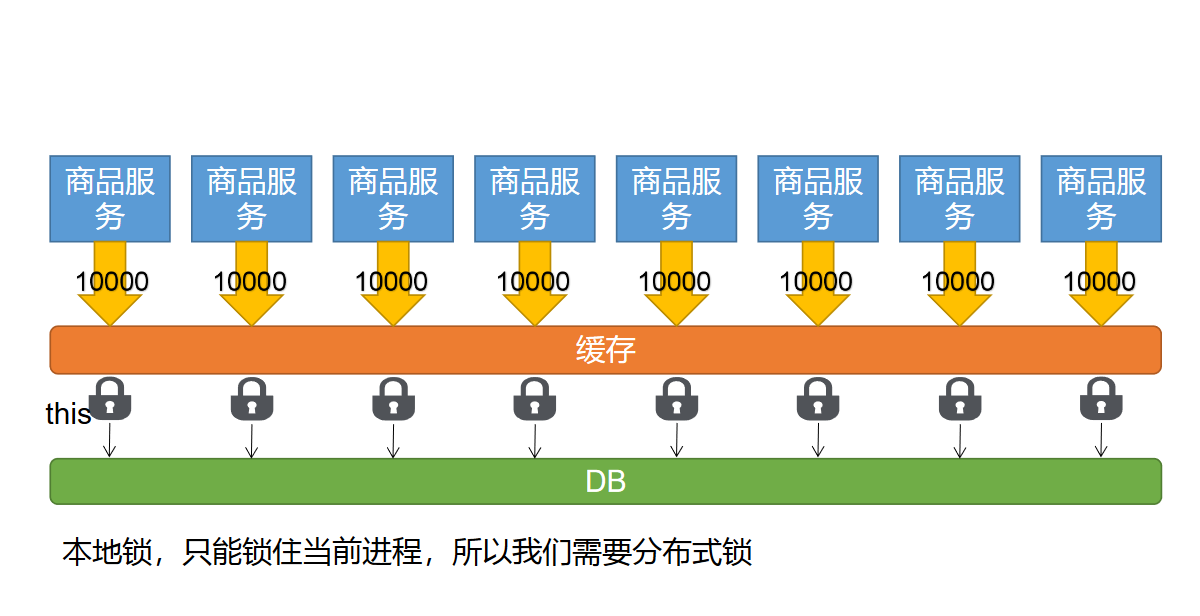 商品服 商品服 商品服 商品服 商品服 商品服 商品服 商品服
务 务 务 务 务 务 务 务
10000 10000 10000 10000 10000 10000 10000 10000
缓存
this
DB
本地锁，只能锁住当前进程，所以我们需要分布式锁